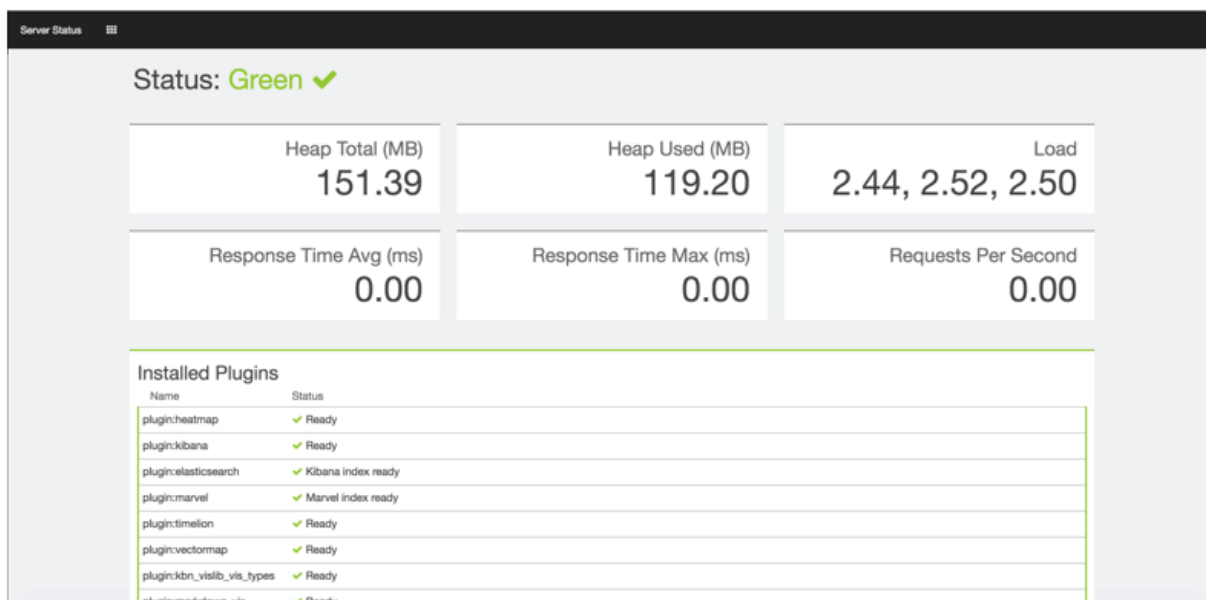 Server Status
Status: Green
Heap Total (MB)
151.39
Heap Used (MB)
119.20
Load
2.44, 2.52, 2.50
Response Time Avg (ms)
0.00
Response Time Max (ms)
0.00
Requests Per Second
0.00
Installed Plugins
Name Status
plugin:heatmap Ready
plugin:kibana Ready
plugin:elasticsearch Kibana index ready
plugin:marvel Marvel index ready
plugin:timelion Ready
plugin:vectormap Ready
plugin:kbn_vislib_vis_types Ready